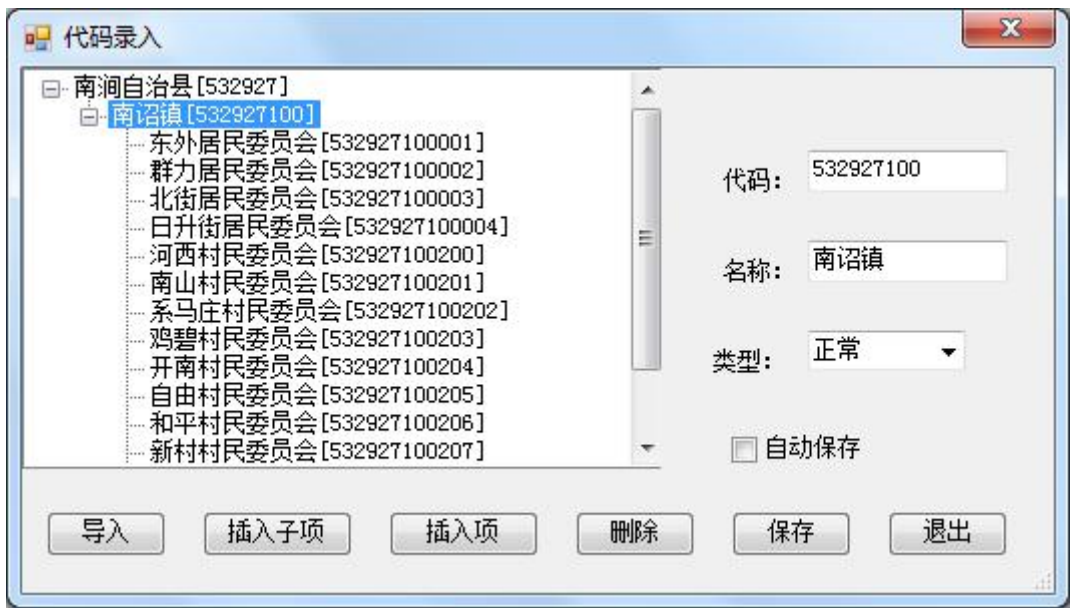 代码录入
南涧自治县[532927]
南诏镇[532927100]
东外居民委员会[532927100001]
群力居民委员会[532927100002]
北街居民委员会[532927100003]
日升街居民委员会[532927100004]
河西村民委员会[532927100200]
南山村民委员会[532927100201]
系马庄村民委员会[532927100202]
鸡碧村民委员会[532927100203]
开南村民委员会[532927100204]
自由村民委员会[532927100205]
和平村民委员会[532927100206]
新村村民委员会[532927100207]
代码： 532927100
名称： 南诏镇
类型： 正常
自动保存
导入 插入子项 插入项 删除 保存 退出